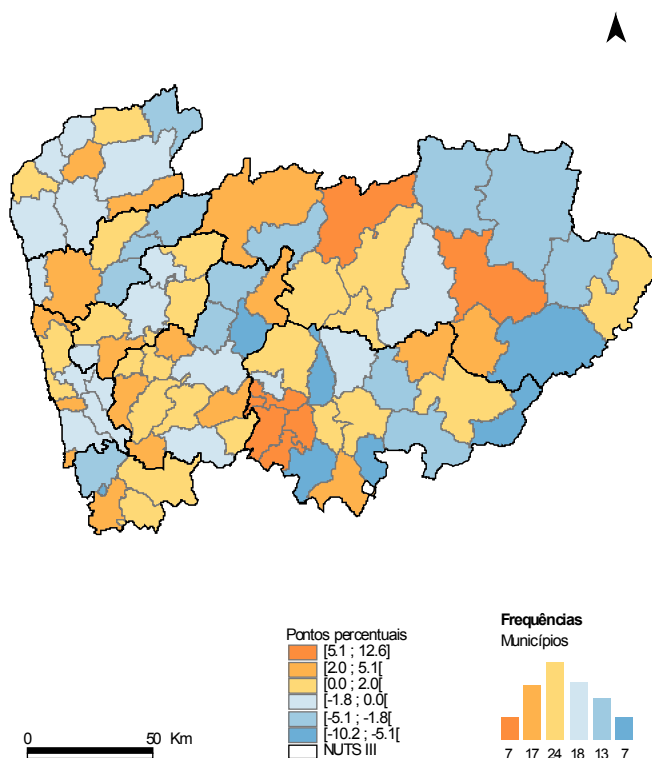 Pontos percentuais
[5.1 ; 12.6]
[2.0 ; 5.1[
[0.0 ; 2.0[
[-1.8 ; 0.0[
[-5.1 ; -1.8[
[-10.2 ; -5.1[
NUTS III
Frequências
Municípios
7 17 24 18 13 7
0 50 Km